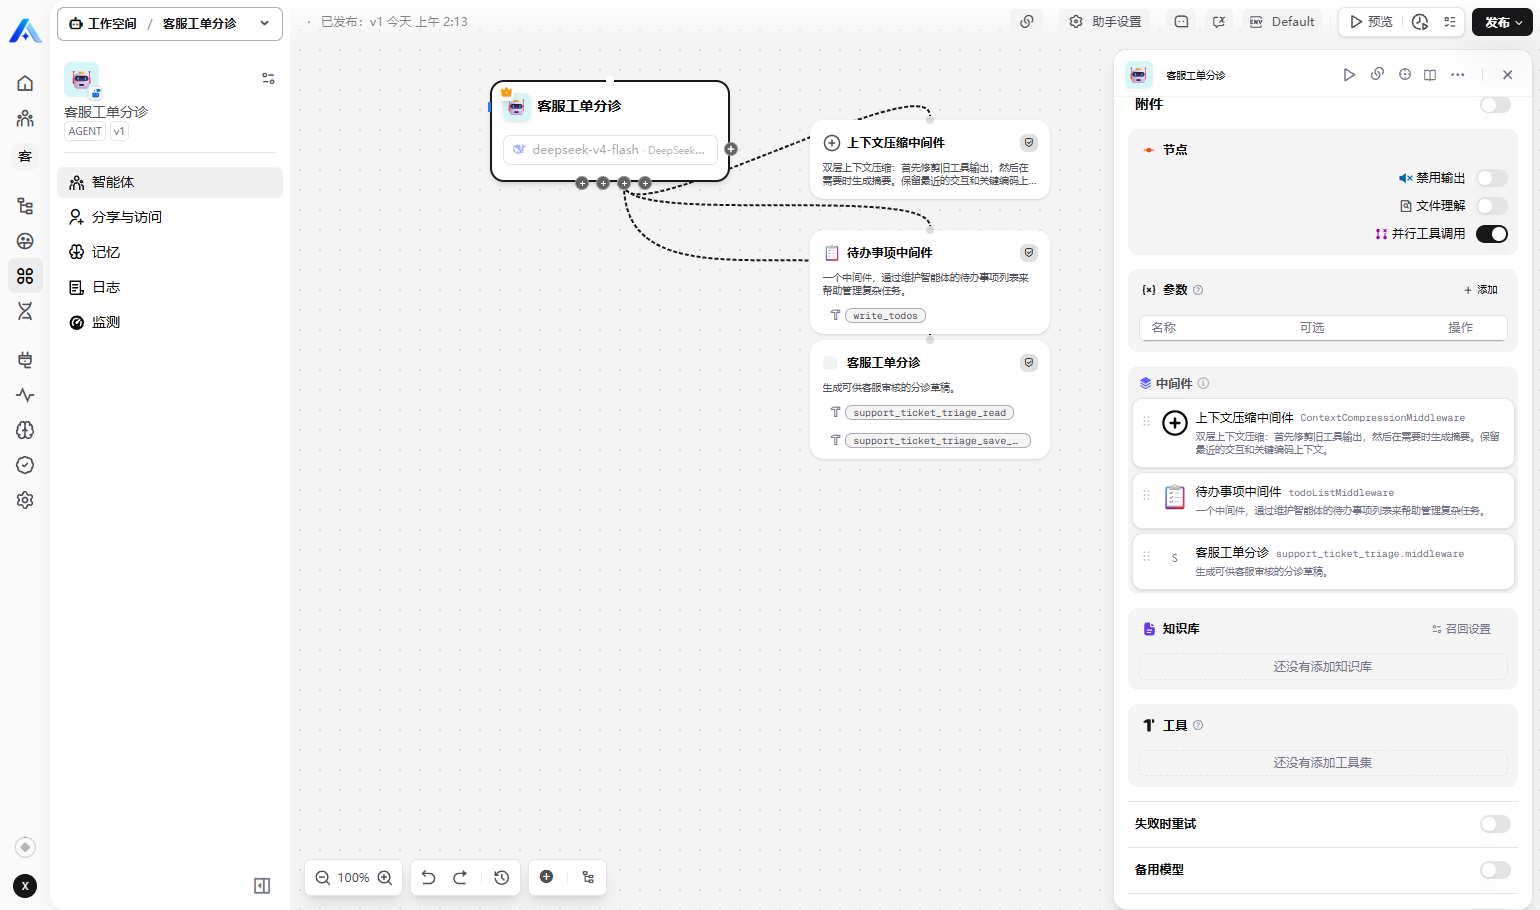 工作空间 / 客服工单分诊
· 已发布：v1 今天 上午 2:13
助手设置
ENV Default
预览
发布
客
客服工单分诊
AGENT v1
智能体
分享与访问
记忆
日志
监测
X
客服工单分诊
deepseek-v4-flash · DeepSeek...
上下文压缩中间件
双层上下文压缩：首先修剪旧工具输出，然后在
需要时生成摘要。保留最近的交互和关键编码上...
待办事项中间件
一个中间件，通过维护智能体的待办事项列表来
帮助管理复杂任务。
write_todos
客服工单分诊
生成可供客服审核的分诊草稿。
support_ticket_triage_read
support_ticket_triage_save_…
100%
客服工单分诊
附件
节点
禁用输出
文件理解
并行工具调用
{x} 参数
+ 添加
名称 可选 操作
中间件
上下文压缩中间件 ContextCompressionMiddleware
双层上下文压缩：首先修剪旧工具输出，然后在需要时生成摘要。保留
最近的交互和关键编码上下文。
待办事项中间件 todoListMiddleware
一个中间件，通过维护智能体的待办事项列表来帮助管理复杂任务。
S 客服工单分诊 support_ticket_triage.middleware
生成可供客服审核的分诊草稿。
知识库
召回设置
还没有添加知识库
工具
还没有添加工具集
失败时重试
备用模型